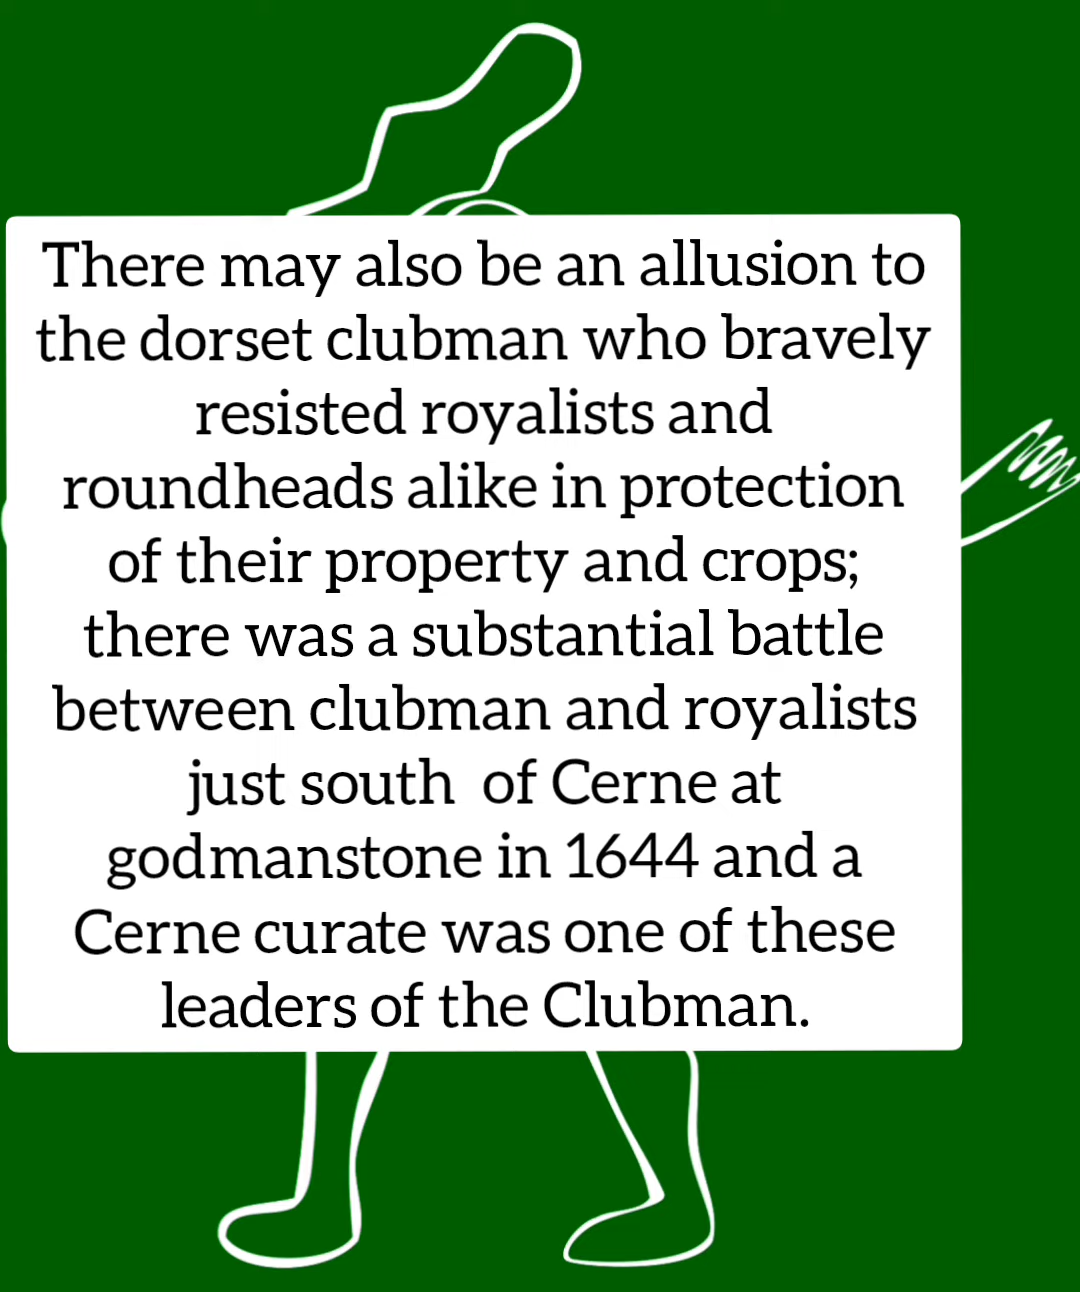 There may also be an allusion to
the dorset clubman who bravely
resisted royalists and
roundheads alike in protection
of their property and crops;
there was a substantial battle
between clubman and royalists
just south  of Cerne at
godmanstone in 1644 and a
Cerne curate was one of these
leaders of the Clubman.